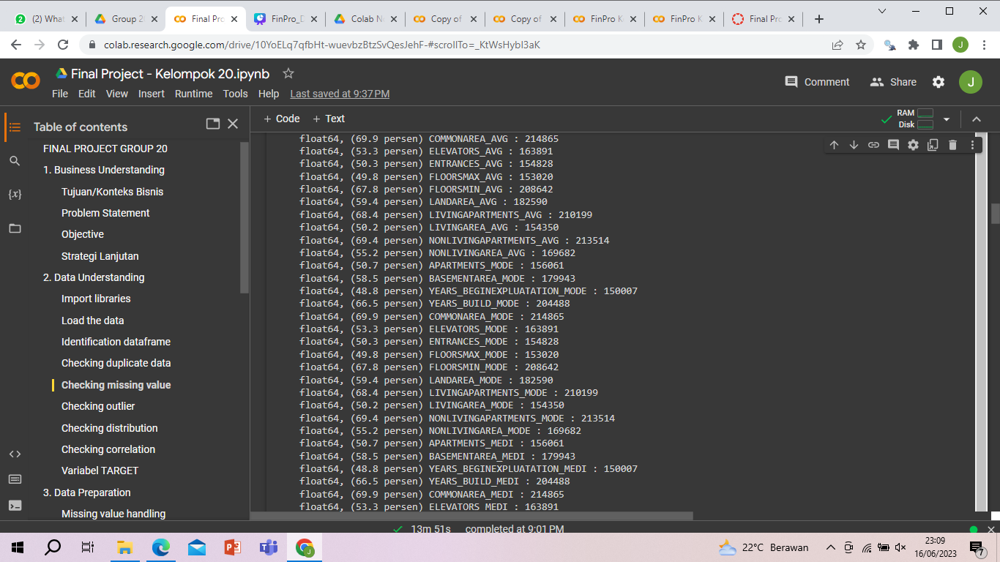 2
(2) What
Group 2
Final Pro
FinPro_D
Colab N
Copy of
Copy of
FinPro K
FinPro K
Final Pro
colab.research.google.com/drive/10YoELq7qfbHt-wuevbzBtzSvQesJehF-#scrollTo=_KtWsHybI3aK
J
Final Project - Kelompok 20.ipynb
File Edit View Insert Runtime Tools Help Last saved at 9:37 PM
Comment Share J
Table of contents
+ Code + Text
RAM
Disk
FINAL PROJECT GROUP 20
1. Business Understanding
Tujuan/Konteks Bisnis
Problem Statement
Objective
Strategi Lanjutan
2. Data Understanding
Import libraries
Load the data
Identification dataframe
Checking duplicate data
Checking missing value
Checking outlier
Checking distribution
Checking correlation
Variabel TARGET
3. Data Preparation
Missing value handling
{x}
float64, (69.9 persen) COMMONAREA_AVG : 214865
float64, (53.3 persen) ELEVATORS_AVG : 163891
float64, (50.3 persen) ENTRANCES_AVG : 154828
float64, (49.8 persen) FLOORSMAX_AVG : 153020
float64, (67.8 persen) FLOORSMIN_AVG : 208642
float64, (59.4 persen) LANDAREA_AVG : 182590
float64, (68.4 persen) LIVINGAPARTMENTS_AVG : 210199
float64, (50.2 persen) LIVINGAREA_AVG : 154350
float64, (69.4 persen) NONLIVINGAPARTMENTS_AVG : 213514
float64, (55.2 persen) NONLIVINGAREA_AVG : 169682
float64, (50.7 persen) APARTMENTS_MODE : 156061
float64, (58.5 persen) BASEMENTAREA_MODE : 179943
float64, (48.8 persen) YEARS_BEGINEXPLUATATION_MODE : 150007
float64, (66.5 persen) YEARS_BUILD_MODE : 204488
float64, (69.9 persen) COMMONAREA_MODE : 214865
float64, (53.3 persen) ELEVATORS_MODE : 163891
float64, (50.3 persen) ENTRANCES_MODE : 154828
float64, (49.8 persen) FLOORSMAX_MODE : 153020
float64, (67.8 persen) FLOORSMIN_MODE : 208642
float64, (59.4 persen) LANDAREA_MODE : 182590
float64, (68.4 persen) LIVINGAPARTMENTS_MODE : 210199
float64, (50.2 persen) LIVINGAREA_MODE : 154350
float64, (69.4 persen) NONLIVINGAPARTMENTS_MODE : 213514
float64, (55.2 persen) NONLIVINGAREA_MODE : 169682
float64, (50.7 persen) APARTMENTS_MEDI : 156061
float64, (58.5 persen) BASEMENTAREA_MEDI : 179943
float64, (48.8 persen) YEARS_BEGINEXPLUATATION_MEDI : 150007
float64, (66.5 persen) YEARS_BUILD_MEDI : 204488
float64, (69.9 persen) COMMONAREA_MEDI : 214865
float64, (53.3 persen) ELEVATORS_MEDI : 163891
13m 51s completed at 9:01 PM
22°C Berawan
23:09
16/06/2023
7